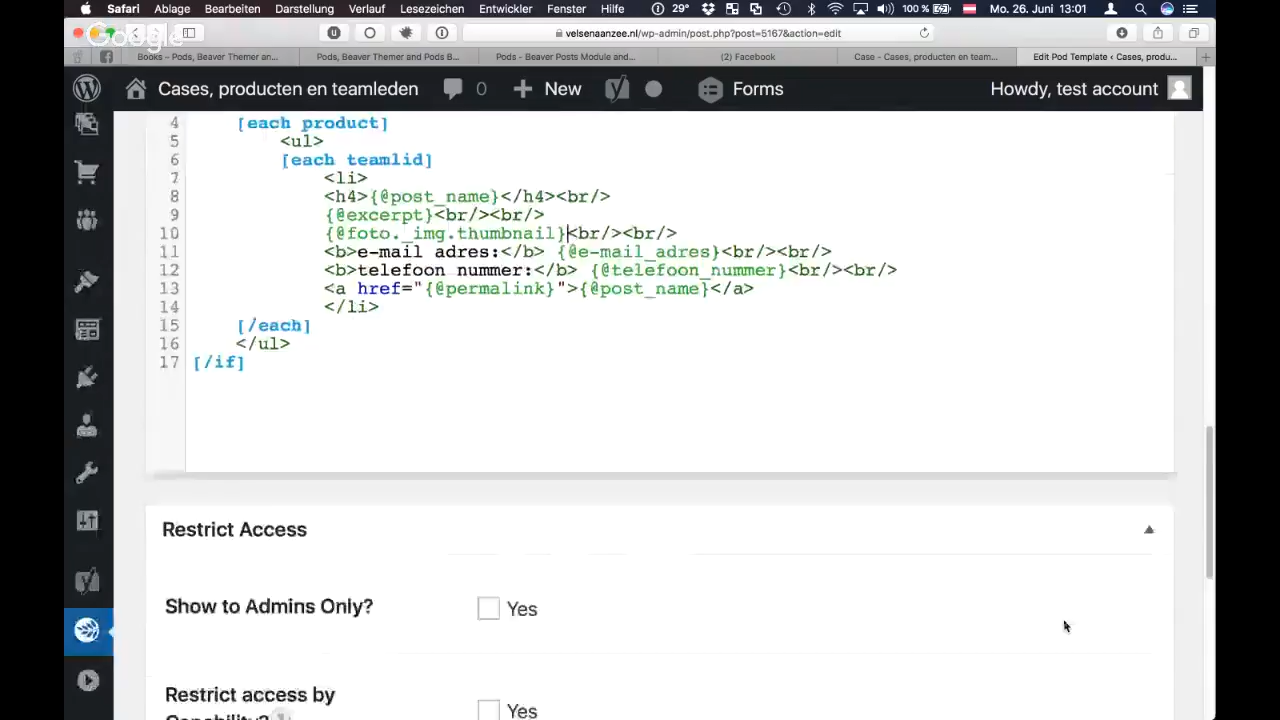 Safari Ablage Bearbeiten Darstellung Verlauf Lesezeichen Entwickler Fenster Hilfe 29° 100 % Mo. 26. Juni 13:01
Google
velsenaanzee.nl/wp-admin/post.php?post=5167&action=edit
Books – Pods, Beaver Themer an... Pods, Beaver Themer and Pods B... Pods - Beaver Posts Module and... (2) Facebook Case - Cases, producten en team... Edit Pod Template ‹ Cases, produ...
Cases, producten en teamleden 0 + New Forms Howdy, test account
4 [each product]
5 <ul>
6 [each teamlid]
7 <li>
8 <h4>{@post_name}</h4><br/>
9 {@excerpt}<br/><br/>
10 {@foto._img.thumbnail}<br/><br/>
11 <b>e-mail adres:</b> {@e-mail_adres}<br/><br/>
12 <b>telefoon nummer:</b> {@telefoon_nummer}<br/><br/>
13 <a href="{@permalink}">{@post_name}</a>
14 </li>
15 [/each]
16 </ul>
17 [/if]
Restrict Access
Show to Admins Only? Yes
Restrict access by
Capability? Yes